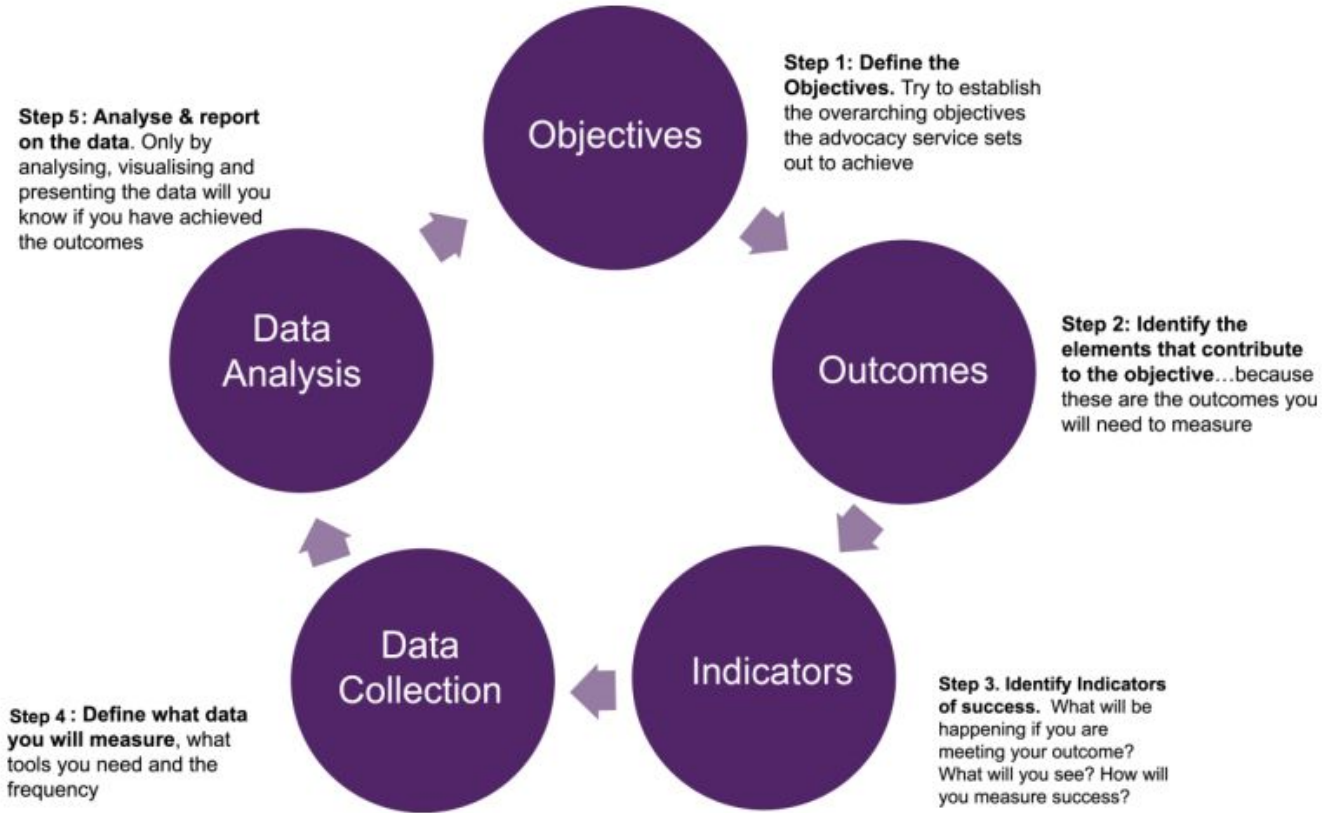 Objectives
Step 1: Define the
Objectives. Try to establish
the overarching objectives
the advocacy service sets
out to achieve
Outcomes
Step 2: Identify the
elements that contribute
to the objective...because
these are the outcomes you
will need to measure
Indicators
Step 3. Identify Indicators
of success.  What will be
happening if you are
meeting your outcome?
What will you see? How will
you measure success?
Data
Collection
Step 4 : Define what data
you will measure, what
tools you need and the
frequency
Data
Analysis
Step 5: Analyse & report
on the data. Only by
analysing, visualising and
presenting the data will you
know if you have achieved
the outcomes